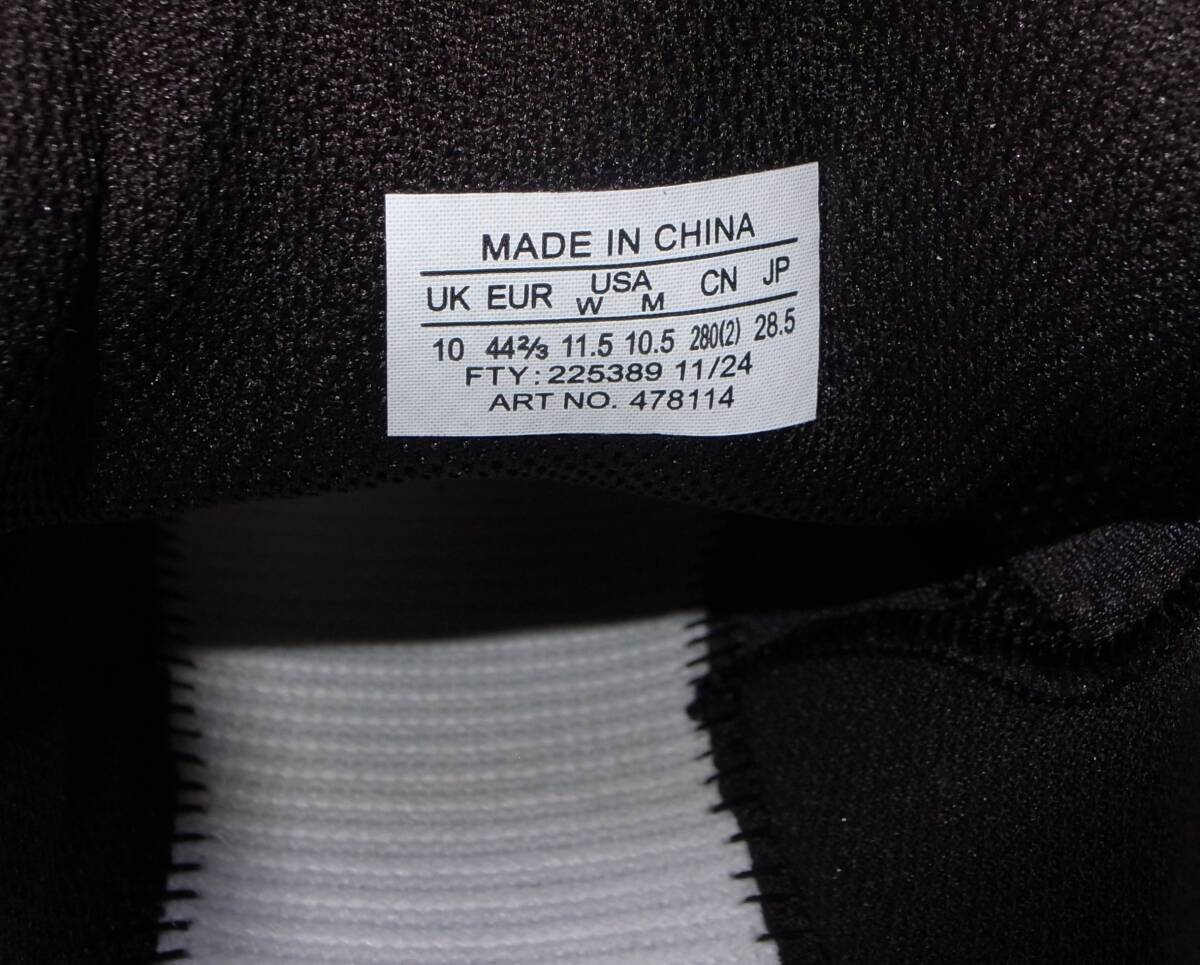 MADE IN CHINA
UK EUR USA CN JP
W M
10 44⅔ 11.5 10.5 280(2) 28.5
FTY: 225389 11/24
ART NO. 478114